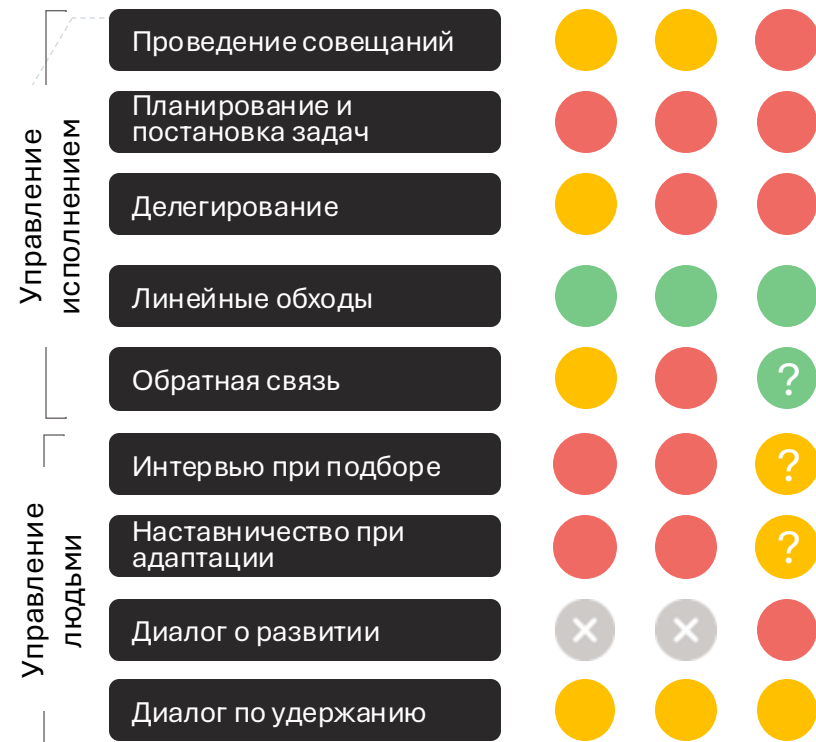 Управление
исполнением
Проведение совещаний
Планирование и
постановка задач
Делегирование
Линейные обходы
Обратная связь
?
Управление
людьми
Интервью при подборе
?
Наставничество при
адаптации
?
Диалог о развитии
Диалог по удержанию